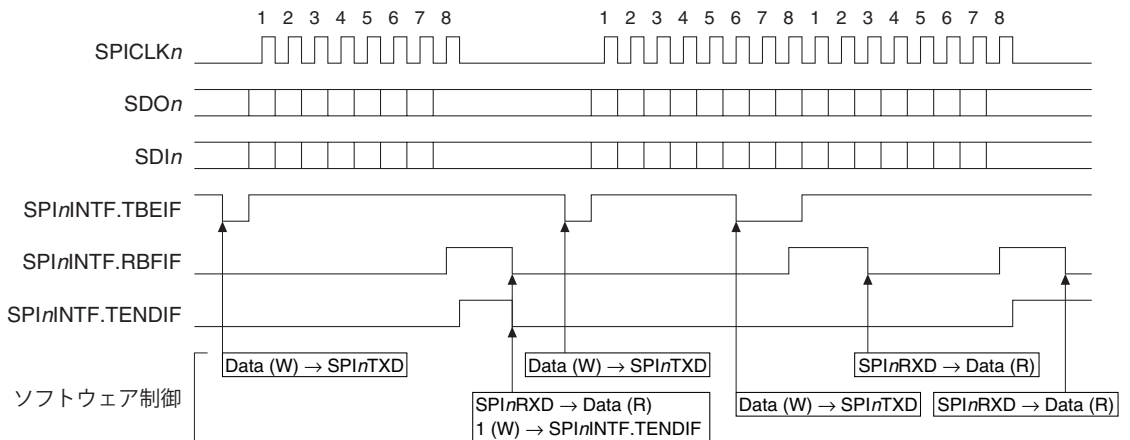 1 2 3 4 5 6 7 8 1 2 3 4 5 6 7 8 1 2 3 4 5 6 7 8
SPICLKn
SDOn
SDIn
SPInINTF.TBEIF
SPInINTF.RBFIF
SPInINTF.TENDIF
Data (W) → SPInTXD
Data (W) → SPInTXD
SPInRXD → Data (R)
ソフトウェア制御
SPInRXD → Data (R)
1 (W) → SPInINTF.TENDIF
Data (W) → SPInTXD
SPInRXD → Data (R)